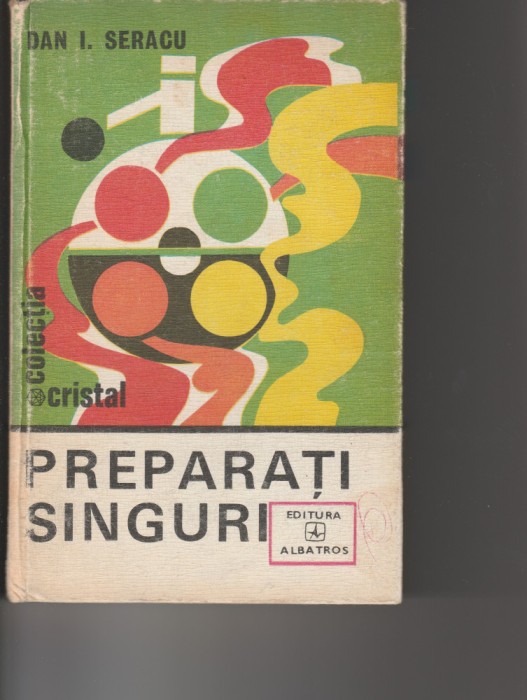 DAN I. SERACU
colecția
cristal
PREPARAȚI
SINGURI
EDITURA
ALBATROS